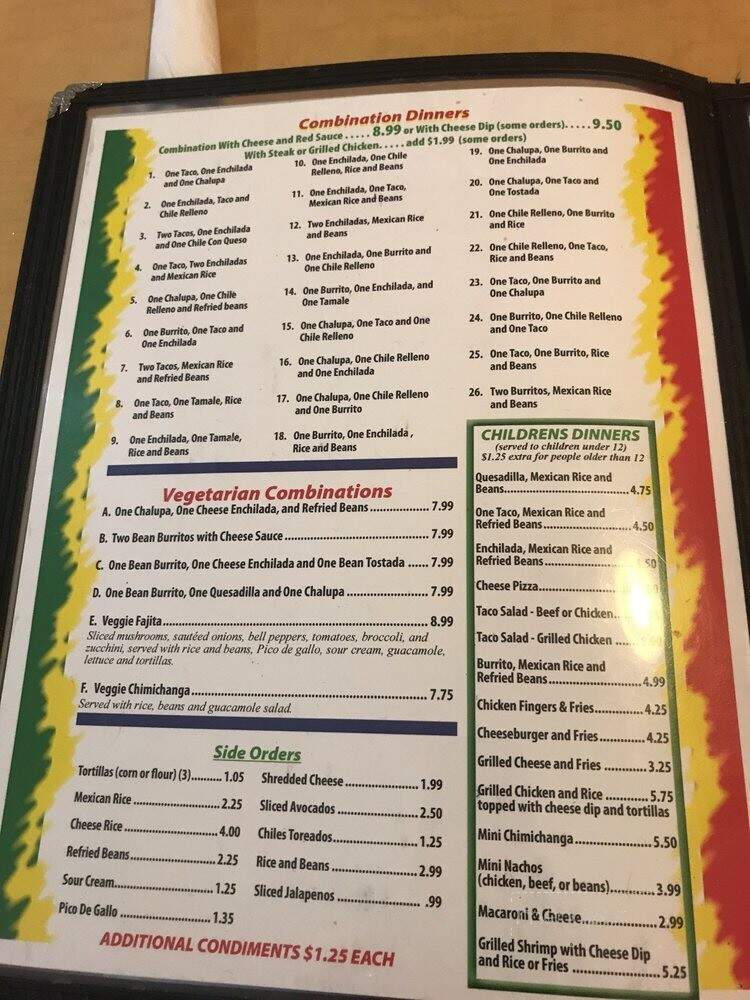 Combination Dinners
Combination With Cheese and Red Sauce ..... 8.99 or With Cheese Dip (some orders)..... 9.50
With Steak or Grilled Chicken..... add $1.99 (some orders)
1. One Taco, One Enchilada
and One Chalupa
2. One Enchilada, Taco and
Chile Relleno
3. Two Tacos, One Enchilada
and One Chile Con Queso
4. One Taco, Two Enchiladas
and Mexican Rice
5. One Chalupa, One Chile
Relleno and Refried beans
6. One Burrito, One Taco and
One Enchilada
7. Two Tacos, Mexican Rice
and Refried Beans
8. One Taco, One Tamale, Rice
and Beans
9. One Enchilada, One Tamale,
Rice and Beans
10. One Enchilada, One Chile
Relleno, Rice and Beans
11. One Enchilada, One Taco,
Mexican Rice and Beans
12. Two Enchiladas, Mexican Rice
and Beans
13. One Enchilada, One Burrito and
One Chile Relleno
14. One Burrito, One Enchilada, and
One Tamale
15. One Chalupa, One Taco and One
Chile Relleno
16. One Chalupa, One Chile Relleno
and One Enchilada
17. One Chalupa, One Chile Relleno
and One Burrito
18. One Burrito, One Enchilada ,
Rice and Beans
19. One Chalupa, One Burrito and
One Enchilada
20. One Chalupa, One Taco and
One Tostada
21. One Chile Relleno, One Burrito
and Rice
22. One Chile Relleno, One Taco,
Rice and Beans
23. One Taco, One Burrito and
One Chalupa
24. One Burrito, One Chile Relleno
and One Taco
25. One Taco, One Burrito, Rice
and Beans
26. Two Burritos, Mexican Rice
and Beans
Vegetarian Combinations
A. One Chalupa, One Cheese Enchilada, and Refried Beans ............... 7.99
B. Two Bean Burritos with Cheese Sauce .................................... 7.99
C. One Bean Burrito, One Cheese Enchilada and One Bean Tostada ...... 7.99
D. One Bean Burrito, One Quesadilla and One Chalupa ..................... 7.99
E. Veggie Fajita................................................................ 8.99
Sliced mushrooms, sautéed onions, bell peppers, tomatoes, broccoli, and
zucchini, served with rice and beans, Pico de gallo, sour cream, guacamole,
lettuce and tortillas.
F. Veggie Chimichanga....................................................... 7.75
Served with rice, beans and guacamole salad.
Side Orders
Tortillas (corn or flour) (3).......... 1.05
Mexican Rice ..................... 2.25
Cheese Rice ...................... 4.00
Refried Beans..................... 2.25
Sour Cream........................ 1.25
Pico De Gallo ..................... 1.35
Shredded Cheese .................. 1.99
Sliced Avocados ................... 2.50
Chiles Toreados.................... 1.25
Rice and Beans .................... 2.99
Sliced Jalapenos .................... .99
ADDITIONAL CONDIMENTS $1.25 EACH
CHILDRENS DINNERS
(served to children under 12)
$1.25 extra for people older than 12
Quesadilla, Mexican Rice and
Beans............................. 4.75
One Taco, Mexican Rice and
Refried Beans..................... 4.50
Enchilada, Mexican Rice and
Refried Beans.....................
Cheese Pizza.......................
Taco Salad - Beef or Chicken..
Taco Salad - Grilled Chicken .....
Burrito, Mexican Rice and
Refried Beans..................... 4.99
Chicken Fingers & Fries............ 4.25
Cheeseburger and Fries............ 4.25
Grilled Cheese and Fries ........... 3.25
Grilled Chicken and Rice ........... 5.75
topped with cheese dip and tortillas
Mini Chimichanga................... 5.50
Mini Nachos
(chicken, beef, or beans)........... 3.99
Macaroni & Cheese.................. 2.99
Grilled Shrimp with Cheese Dip
and Rice or Fries ................... 5.25